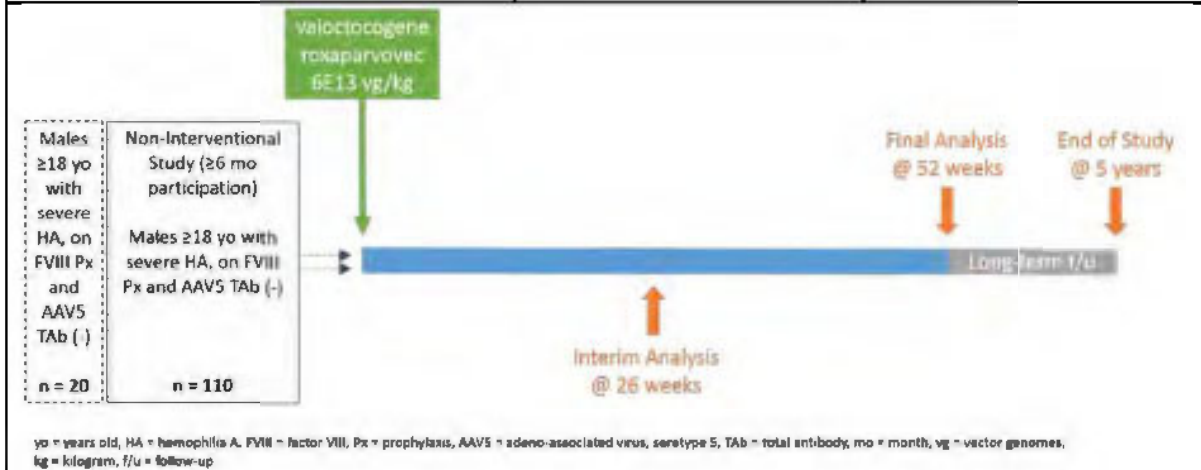 valoctocogene
roxaparvovec
6E13 vg/kg
Males
≥18 yo
with
severe
HA, on
FVIII Px
and
AAV5
TAb (-)
n = 20
Non-Interventional
Study (≥6 mo
participation)
Males ≥18 yo with
severe HA, on FVIII
Px and AAV5 TAb (-)
n = 110
Final Analysis
@ 52 weeks
End of Study
@ 5 years
Long-term f/u
Interim Analysis
@ 26 weeks
yo = years old, HA = hemophilia A, FVIII = factor VIII, Px = prophylaxis, AAV5 = adeno-associated virus, serotype 5, TAb = total antibody, mo = month, vg = vector genomes,
kg = kilogram, f/u = follow-up